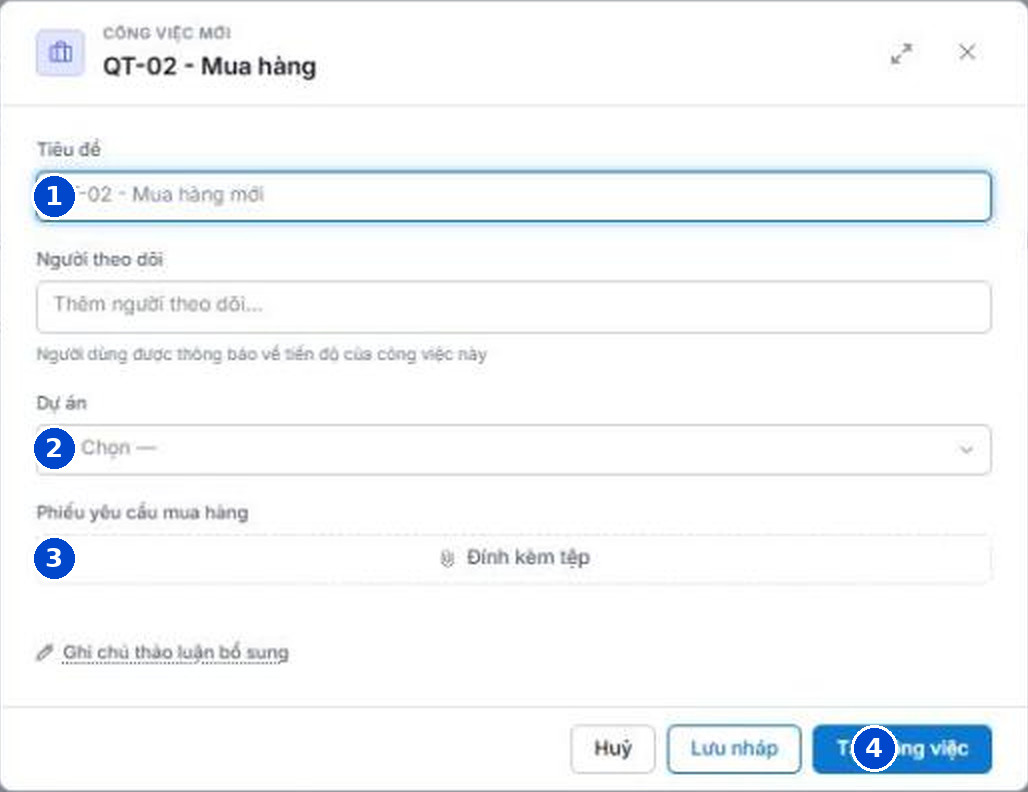 CÔNG VIỆC MỚI
QT-02 - Mua hàng
Tiêu đề
1 -02 - Mua hàng mới
Người theo dõi
Thêm người theo dõi...
Người dùng được thông báo về tiến độ của công việc này
Dự án
2 Chọn —
Phiếu yêu cầu mua hàng
3 Đính kèm tệp
Ghi chú thảo luận bổ sung
Huỷ
Lưu nháp
4 việc